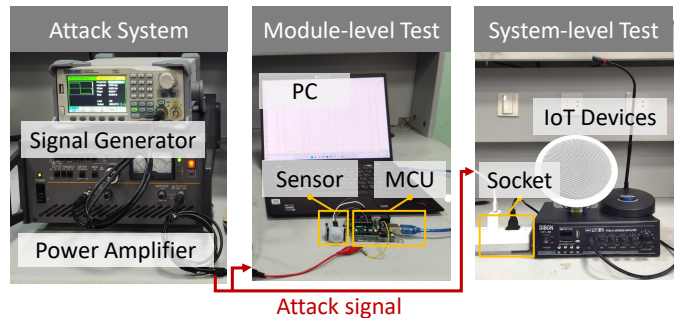 Attack System
Module-level Test
System-level Test
PC
IoT Devices
Signal Generator
Sensor
MCU
Socket
Power Amplifier
QIBON
Attack signal